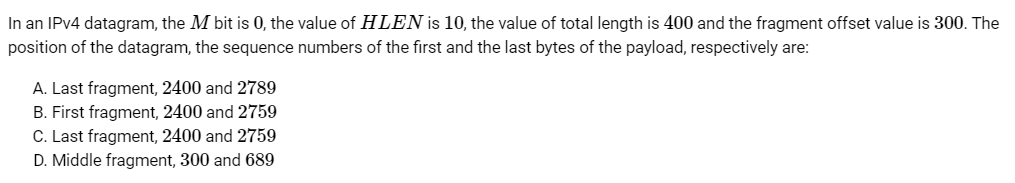 In an IPv4 datagram, the M bit is 0, the value of HLEN is 10, the value of total length is 400 and the fragment offset value is 300. The
position of the datagram, the sequence numbers of the first and the last bytes of the payload, respectively are:
A. Last fragment, 2400 and 2789
B. First fragment, 2400 and 2759
C. Last fragment, 2400 and 2759
D. Middle fragment, 300 and 689